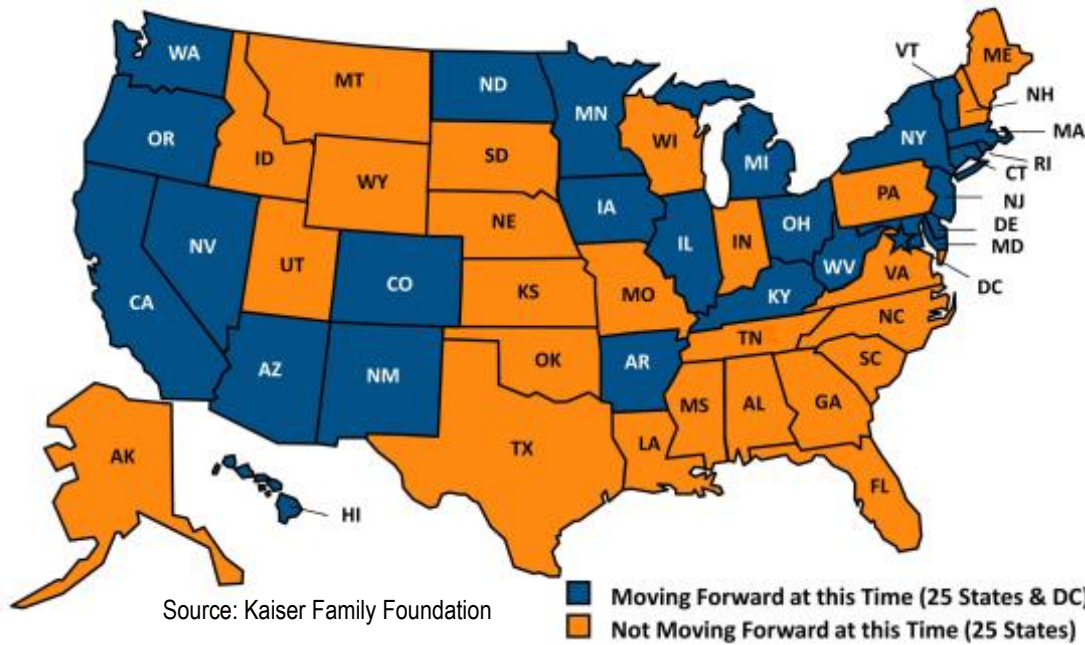 WA
MT
ND
MN
VT
ME
NH
OR
ID
SD
WI
NY
MA
WY
MI
RI
CT
PA
NJ
NE
IA
OH
DE
NV
IL
IN
MD
UT
CO
WV
VA
CA
KS
MO
KY
DC
NC
TN
AZ
NM
OK
AR
SC
MS
AL
GA
TX
LA
AK
FL
HI
Source: Kaiser Family Foundation
Moving Forward at this Time (25 States & DC)
Not Moving Forward at this Time (25 States)